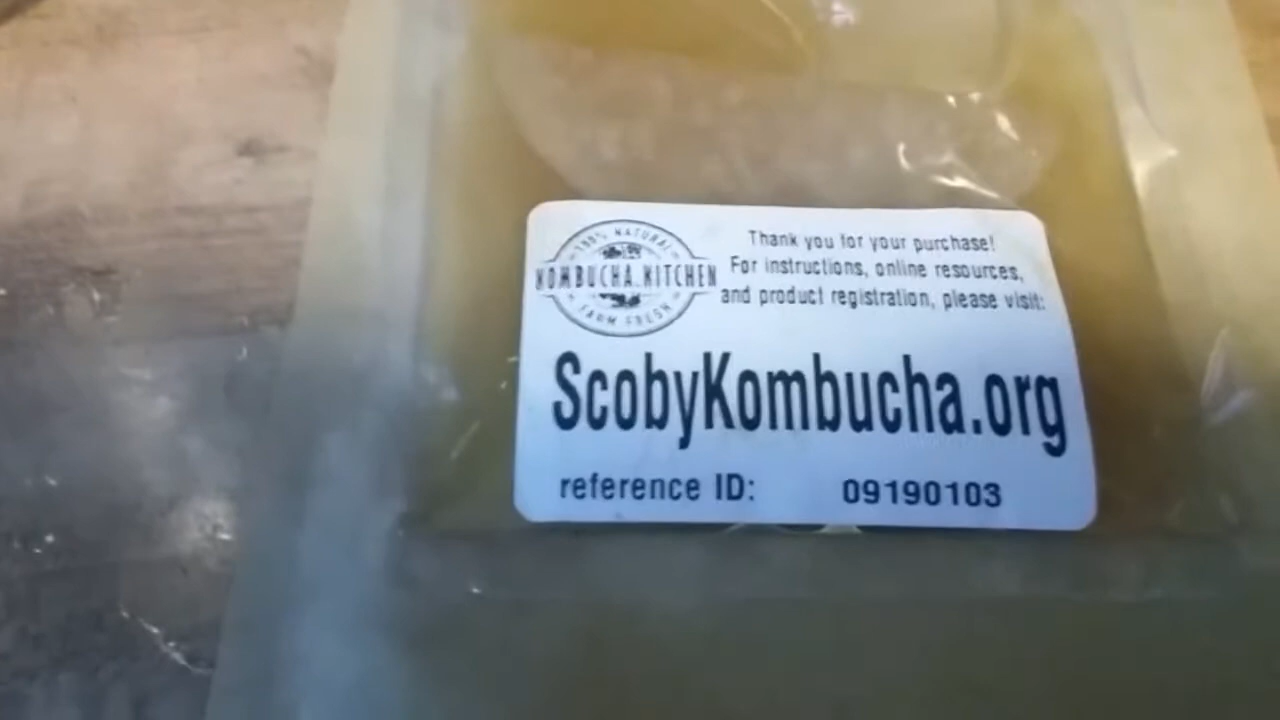 100% NATURAL
KOMBUCHA.KITCHEN
FARM FRESH
Thank you for your purchase!
For instructions, online resources,
and product registration, please visit:
ScobyKombucha.org
reference ID: 09190103